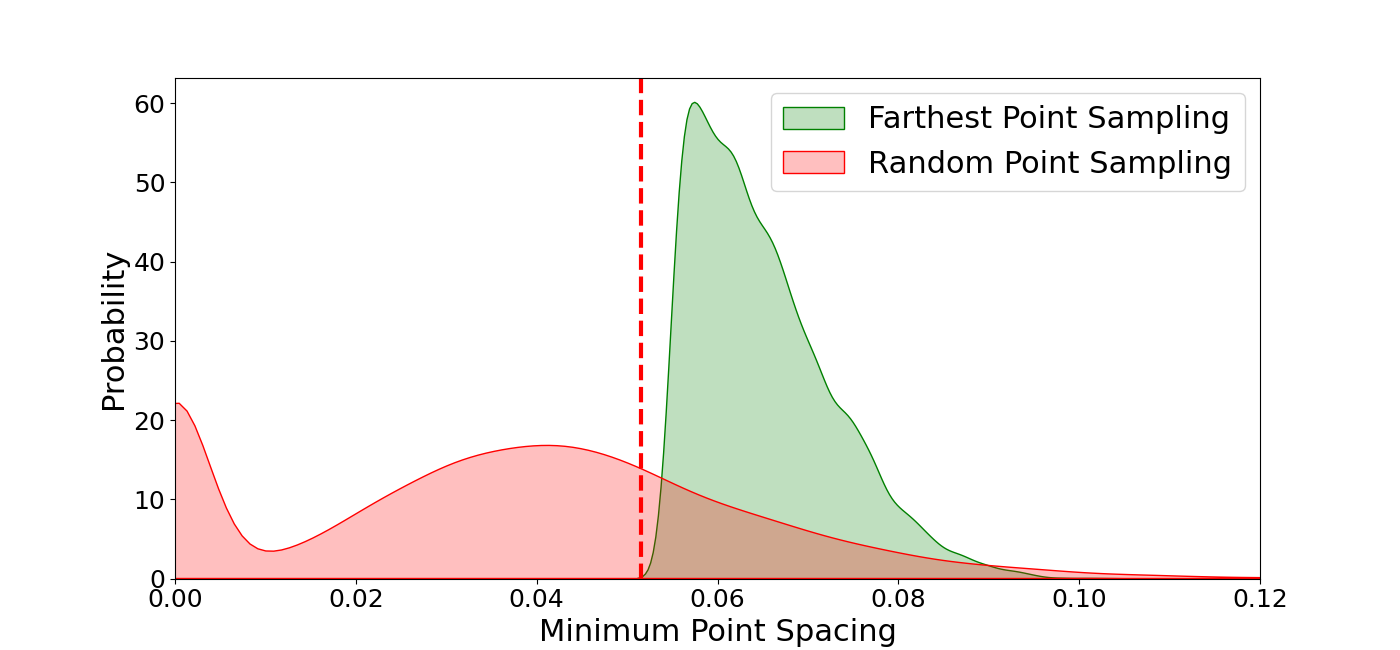 Farthest Point Sampling
Random Point Sampling
Probability
60
50
40
30
20
10
0
0.00 0.02 0.04 0.06 0.08 0.10 0.12
Minimum Point Spacing